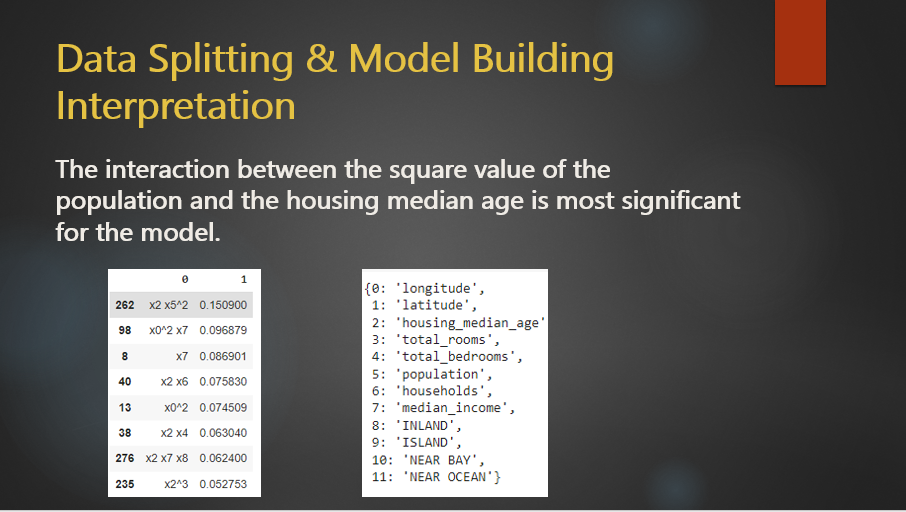 Data Splitting & Model Building
Interpretation
The interaction between the square value of the
population and the housing median age is most significant
for the model.
0 1
262 x2 x5^2 0.150900
98 x0^2 x7 0.096879
8 x7 0.086901
40 x2 x6 0.075830
13 x0^2 0.074509
38 x2 x4 0.063040
276 x2 x7 x8 0.062400
235 x2^3 0.052753
{0: 'longitude',
1: 'latitude',
2: 'housing_median_age'
3: 'total_rooms',
4: 'total_bedrooms',
5: 'population',
6: 'households',
7: 'median_income',
8: 'INLAND',
9: 'ISLAND',
10: 'NEAR BAY',
11: 'NEAR OCEAN'}